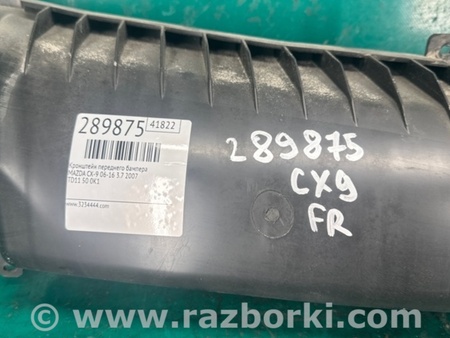 289875 41822
Кронштейн переднего бампера
MAZDA CX-9 06-16 3.7 2007
TD11 50 0K1
www.3254444.com
289875
CX9
FR
www.razborki.com